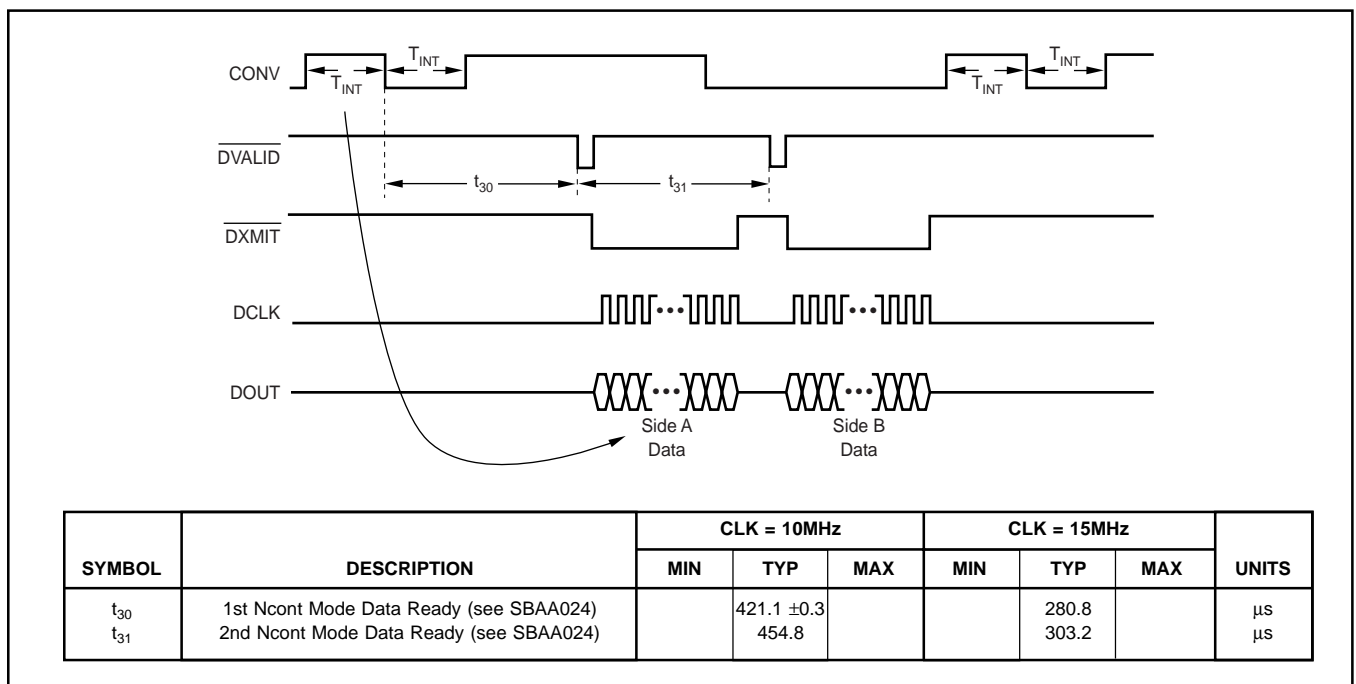 CONV
T_INT
T_INT
T_INT
T_INT
DVALID
t30
t31
DXMIT
DCLK
DOUT
Side A
Data
Side B
Data
CLK = 10MHz CLK = 15MHz
SYMBOL DESCRIPTION MIN TYP MAX MIN TYP MAX UNITS
t30 1st Ncont Mode Data Ready (see SBAA024) 421.1 ±0.3 280.8 µs
t31 2nd Ncont Mode Data Ready (see SBAA024) 454.8 303.2 µs